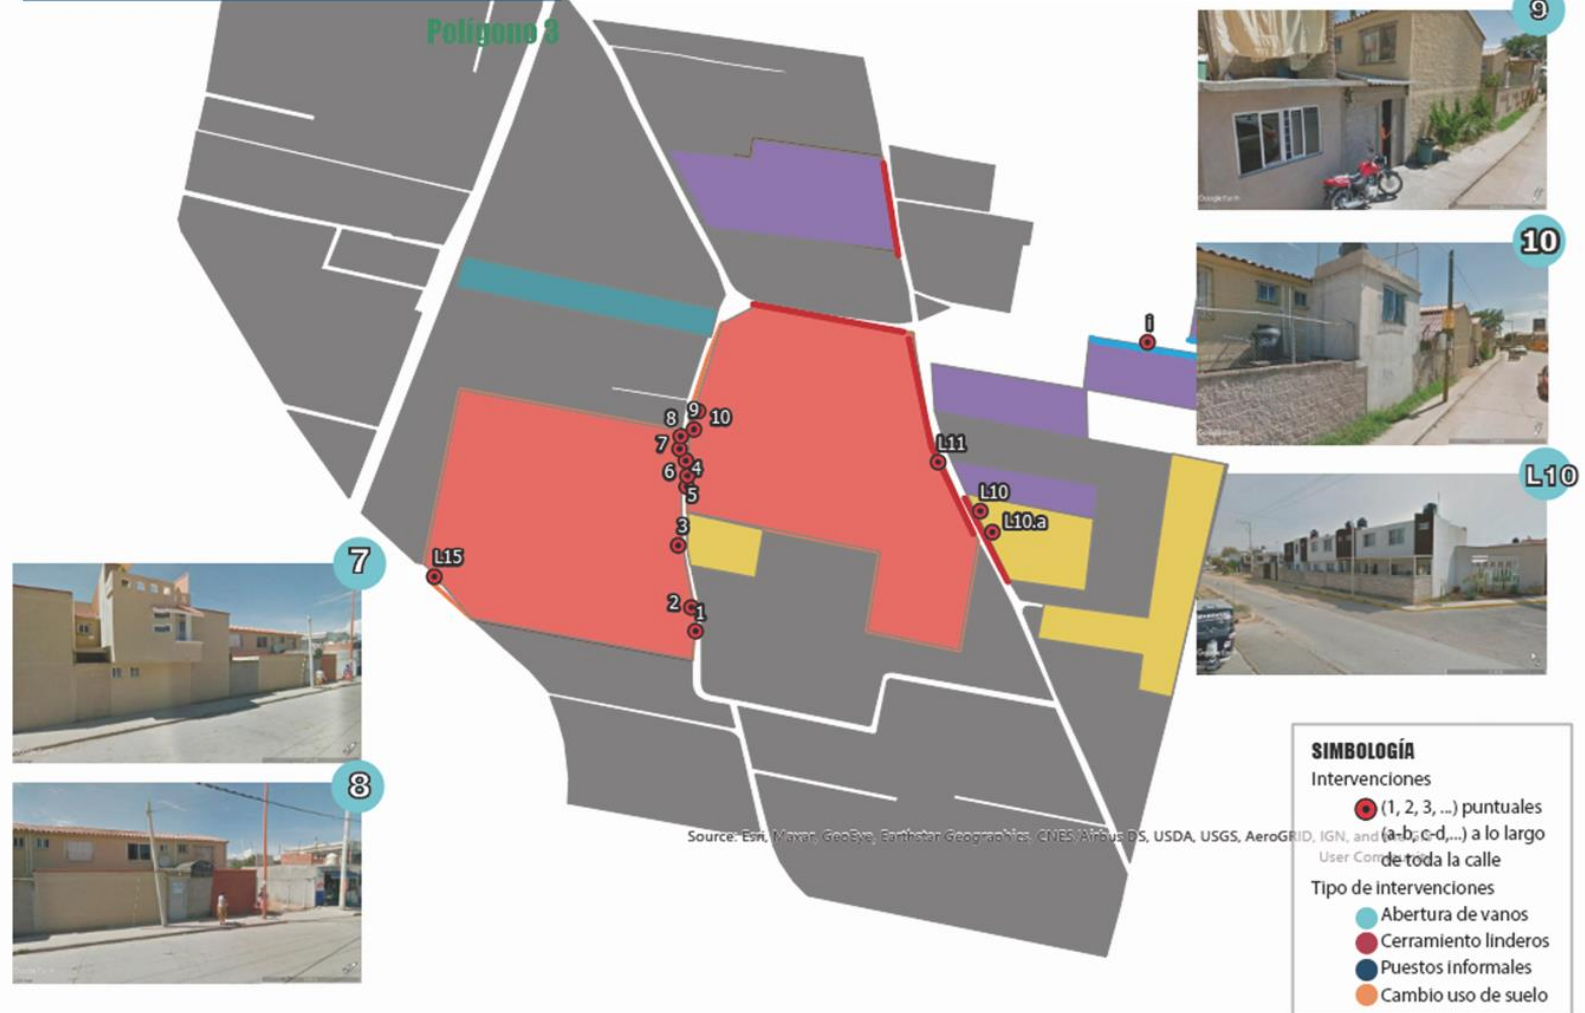 Polígono 3
9
10
L10
7
8
i
9
8
10
7
6
4
5
3
2
1
L11
L10
L10.a
L15
Source: Esri, Maxar, GeoEye, Earthstar Geographics, CNES/Airbus DS, USDA, USGS, AeroGRID, IGN, and
User
SIMBOLOGÍA
Intervenciones
(1, 2, 3, ...) puntuales
(a-b, c-d,...) a lo largo
de toda la calle
Tipo de intervenciones
Abertura de vanos
Cerramiento linderos
Puestos informales
Cambio uso de suelo